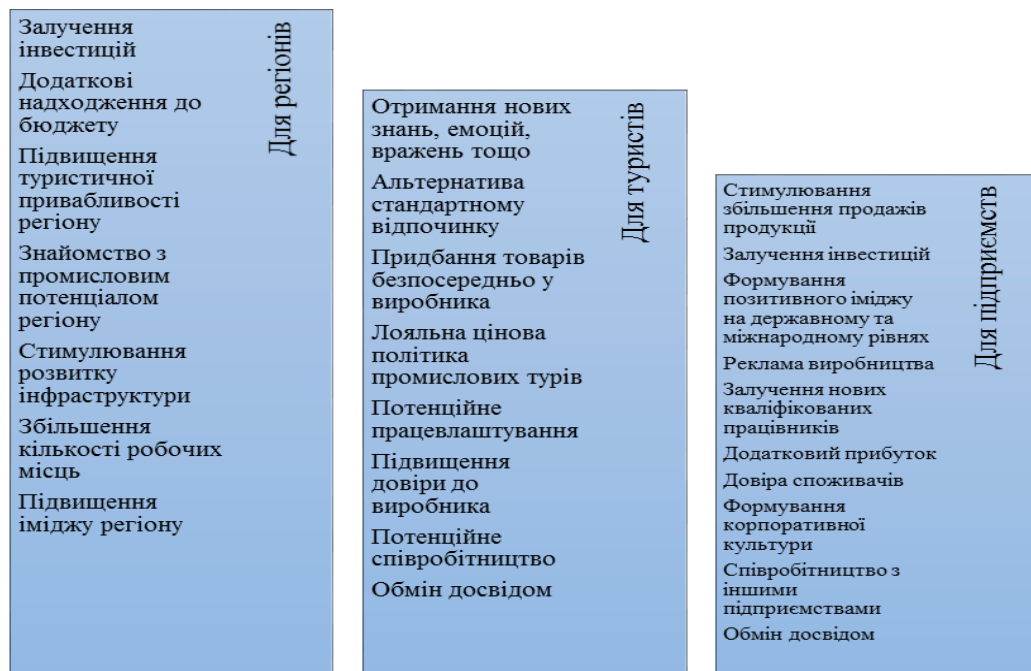 Для регіонів
Залучення
інвестицій
Додаткові
надходження до
бюджету
Підвищення
туристичної
привабливості
регіону
Знайомство з
промисловим
потенціалом
регіону
Стимулювання
розвитку
інфраструктури
Збільшення
кількості робочих
місць
Підвищення
іміджу регіону
Для туристів
Отримання нових
знань, емоцій,
вражень тощо
Альтернатива
стандартному
відпочинку
Придбання товарів
безпосередньо у
виробника
Лояльна цінова
політика
промислових турів
Потенційне
працевлаштування
Підвищення
довіри до
виробника
Потенційне
співробітництво
Обмін досвідом
Для підприємств
Стимулювання
збільшення продажів
продукції
Залучення інвестицій
Формування
позитивного іміджу
на державному та
міжнародному рівнях
Реклама виробництва
Залучення нових
кваліфікованих
працівників
Додатковий прибуток
Довіра споживачів
Формування
корпоративної
культури
Співробітництво з
іншими
підприємствами
Обмін досвідом